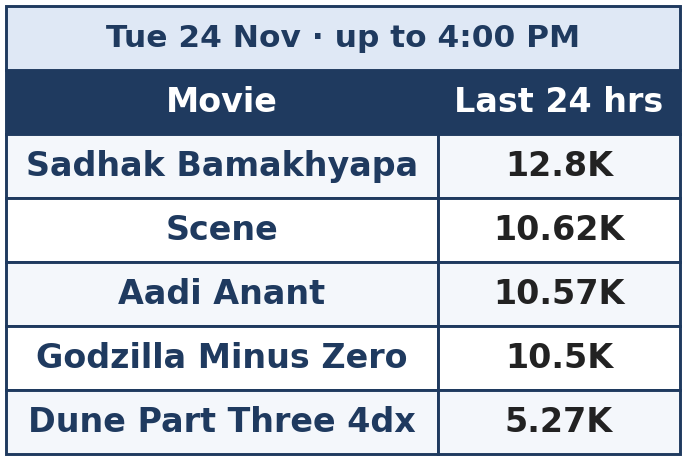 Tue 24 Nov · up to 4:00 PM
Movie Last 24 hrs
Sadhak Bamakhyapa 12.8K
Scene 10.62K
Aadi Anant 10.57K
Godzilla Minus Zero 10.5K
Dune Part Three 4dx 5.27K